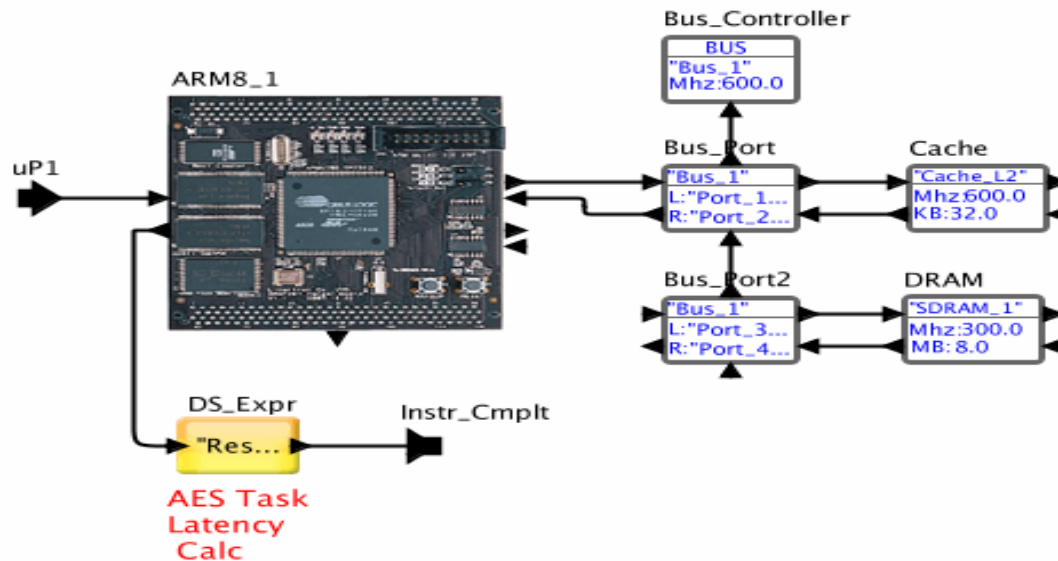 Bus_Controller
BUS
"Bus_1"
Mhz:600.0
ARM8_1
uP1
Bus_Port
"Bus_1"
L:"Port_1...
R:"Port_2...
Cache
"Cache_L2"
Mhz:600.0
KB:32.0
Bus_Port2
"Bus_1"
L:"Port_3...
R:"Port_4...
DRAM
"SDRAM_1"
Mhz:300.0
MB:8.0
DS_Expr
"Res...
Instr_Cmplt
AES Task
Latency
Calc